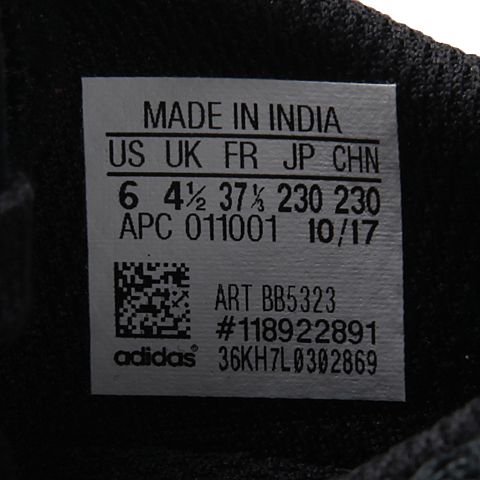 MADE IN INDIA
US UK FR JP CHN
6 4½ 37⅓ 230 230
APC 011001 10/17
ART BB5323
#118922891
adidas 36KH7L0302869